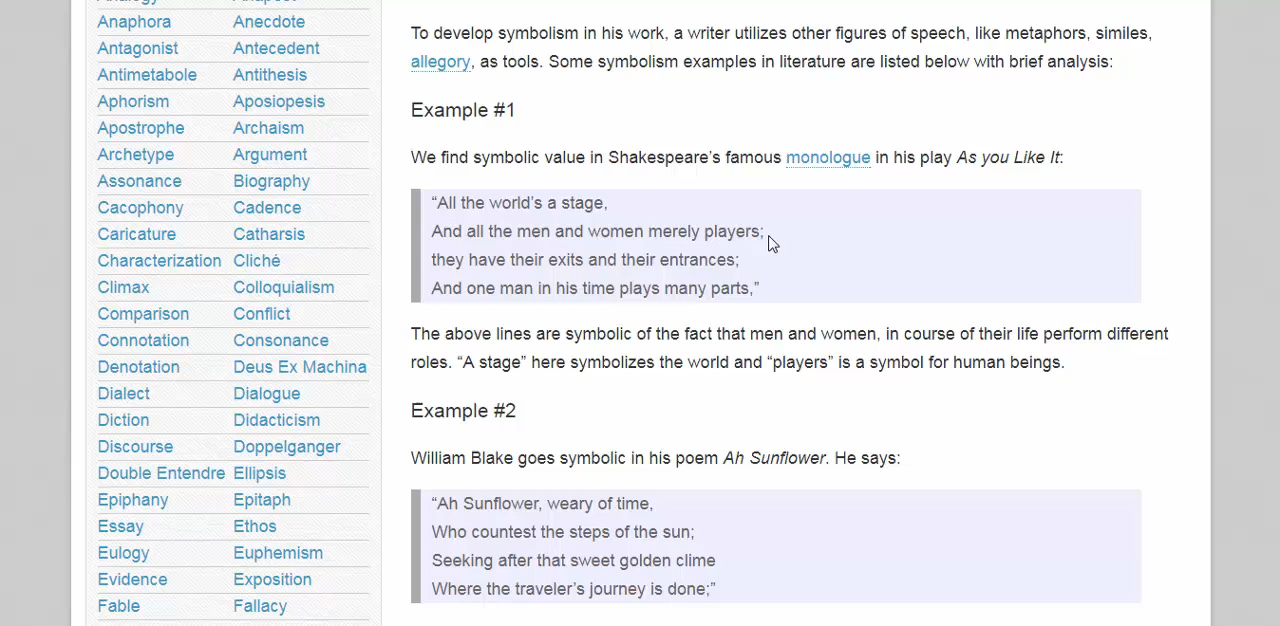 Analogy Anapest
Anaphora Anecdote
Antagonist Antecedent
Antimetabole Antithesis
Aphorism Aposiopesis
Apostrophe Archaism
Archetype Argument
Assonance Biography
Cacophony Cadence
Caricature Catharsis
Characterization Cliché
Climax Colloquialism
Comparison Conflict
Connotation Consonance
Denotation Deus Ex Machina
Dialect Dialogue
Diction Didacticism
Discourse Doppelganger
Double Entendre Ellipsis
Epiphany Epitaph
Essay Ethos
Eulogy Euphemism
Evidence Exposition
Fable Fallacy
To develop symbolism in his work, a writer utilizes other figures of speech, like metaphors, similes,
allegory, as tools. Some symbolism examples in literature are listed below with brief analysis:
Example #1
We find symbolic value in Shakespeare’s famous monologue in his play As you Like It:
“All the world’s a stage,
And all the men and women merely players;
they have their exits and their entrances;
And one man in his time plays many parts,”
The above lines are symbolic of the fact that men and women, in course of their life perform different
roles. “A stage” here symbolizes the world and “players” is a symbol for human beings.
Example #2
William Blake goes symbolic in his poem Ah Sunflower. He says:
“Ah Sunflower, weary of time,
Who countest the steps of the sun;
Seeking after that sweet golden clime
Where the traveler’s journey is done;”